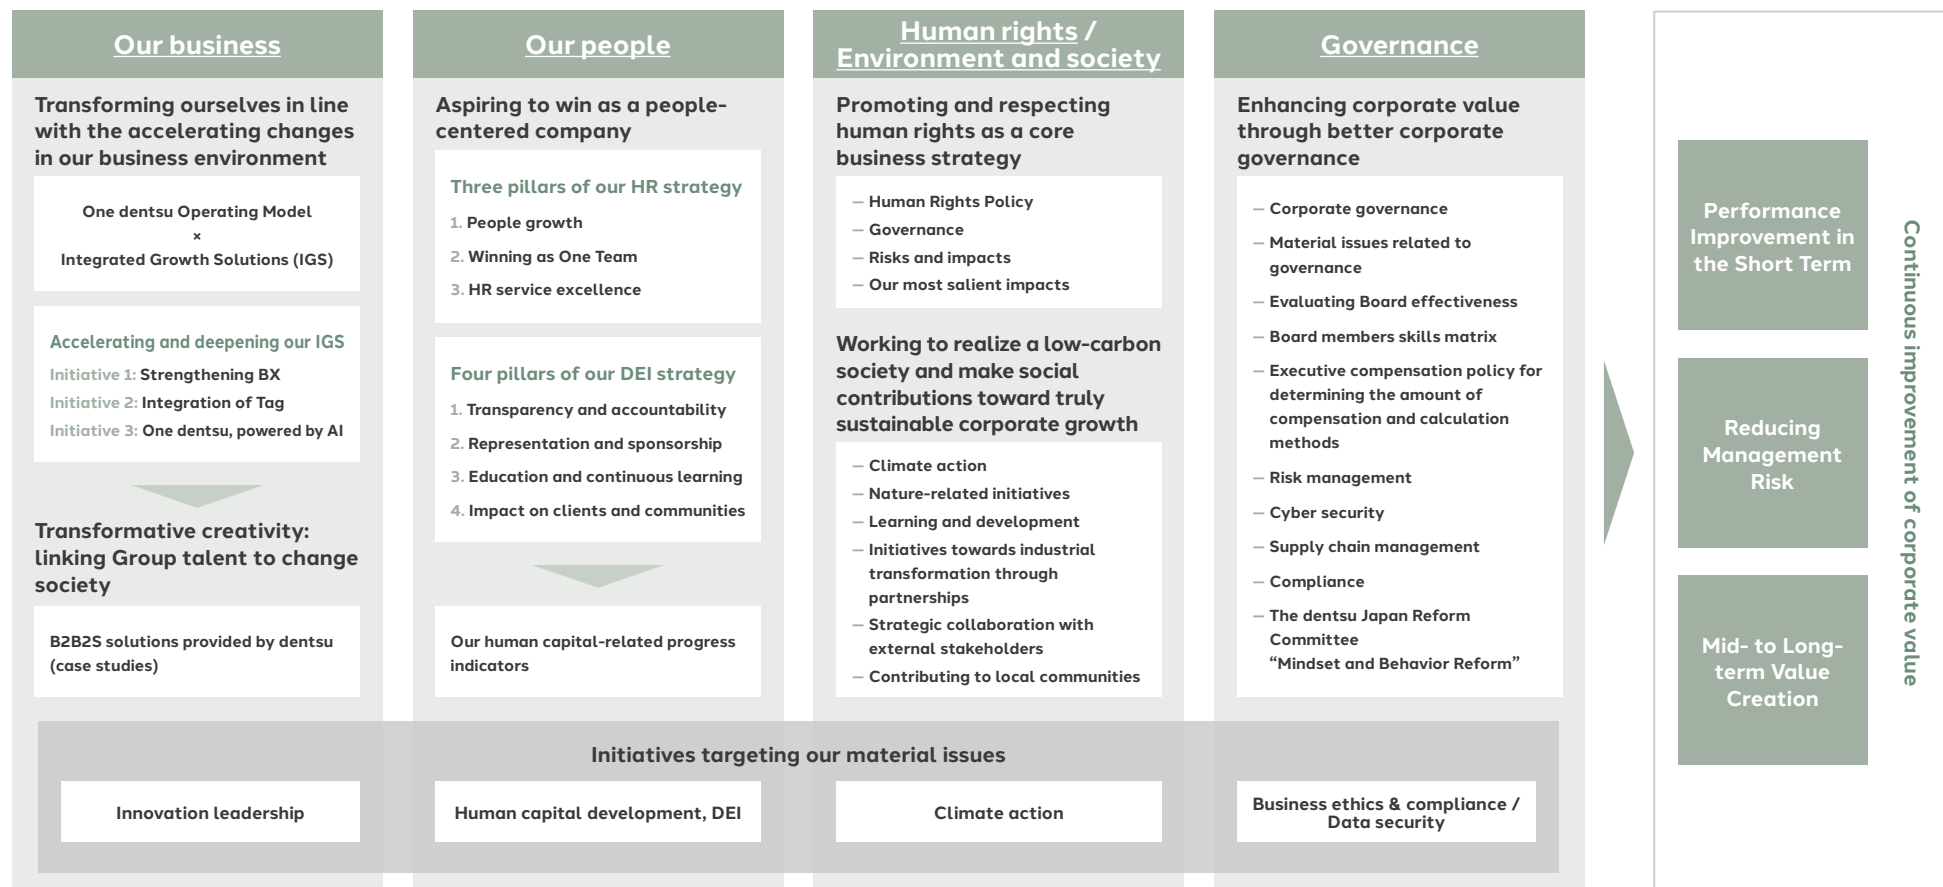 Our business
Transforming ourselves in line
with the accelerating changes
in our business environment
One dentsu Operating Model
×
Integrated Growth Solutions (IGS)
Accelerating and deepening our IGS
Initiative 1: Strengthening BX
Initiative 2: Integration of Tag
Initiative 3: One dentsu, powered by AI
Transformative creativity:
linking Group talent to change
society
B2B2S solutions provided by dentsu
(case studies)
Our people
Aspiring to win as a people-
centered company
Three pillars of our HR strategy
1. People growth
2. Winning as One Team
3. HR service excellence
Four pillars of our DEI strategy
1. Transparency and accountability
2. Representation and sponsorship
3. Education and continuous learning
4. Impact on clients and communities
Our human capital-related progress
indicators
Human rights /
Environment and society
Promoting and respecting
human rights as a core
business strategy
— Human Rights Policy
— Governance
— Risks and impacts
— Our most salient impacts
Working to realize a low-carbon
society and make social
contributions toward truly
sustainable corporate growth
— Climate action
— Nature-related initiatives
— Learning and development
— Initiatives towards industrial
transformation through
partnerships
— Strategic collaboration with
external stakeholders
— Contributing to local communities
Governance
Enhancing corporate value
through better corporate
governance
— Corporate governance
— Material issues related to
governance
— Evaluating Board effectiveness
— Board members skills matrix
— Executive compensation policy for
determining the amount of
compensation and calculation
methods
— Risk management
— Cyber security
— Supply chain management
— Compliance
— The dentsu Japan Reform
Committee
“Mindset and Behavior Reform”
Initiatives targeting our material issues
Innovation leadership
Human capital development, DEI
Climate action
Business ethics & compliance /
Data security
Performance
Improvement in
the Short Term
Reducing
Management
Risk
Mid- to Long-
term Value
Creation
Continuous improvement of corporate value